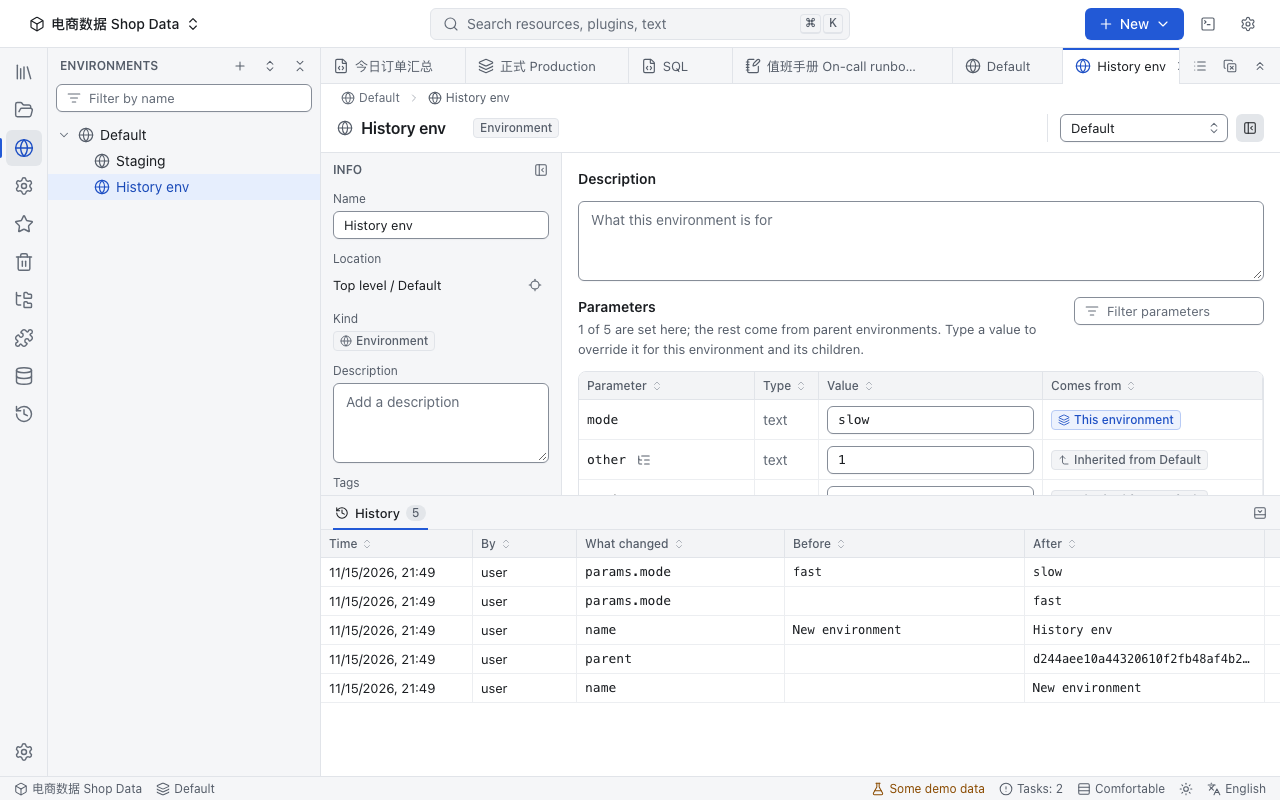 电商数据 Shop Data
Search resources, plugins, text
⌘ K
New
ENVIRONMENTS
Filter by name
Default
Staging
History env
今日订单汇总
正式 Production
SQL
值班手册 On-call runbo...
Default
History env
Default
History env
History env
Environment
Default
INFO
Name
History env
Location
Top level / Default
Kind
Environment
Description
Add a description
Tags
Description
What this environment is for
Parameters
1 of 5 are set here; the rest come from parent environments. Type a value to
override it for this environment and its children.
Filter parameters
Parameter Type Value Comes from
mode text slow This environment
other text 1 Inherited from Default
History 5
Time By What changed Before After
11/15/2026, 21:49 user params.mode fast slow
11/15/2026, 21:49 user params.mode fast
11/15/2026, 21:49 user name New environment History env
11/15/2026, 21:49 user parent d244aee10a44320610f2fb48af4b2…
11/15/2026, 21:49 user name New environment
电商数据 Shop Data
Default
Some demo data
Tasks: 2
Comfortable
English